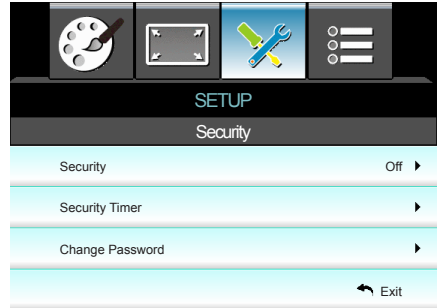 SETUP
Security
Security Off
Security Timer
Change Password
Exit